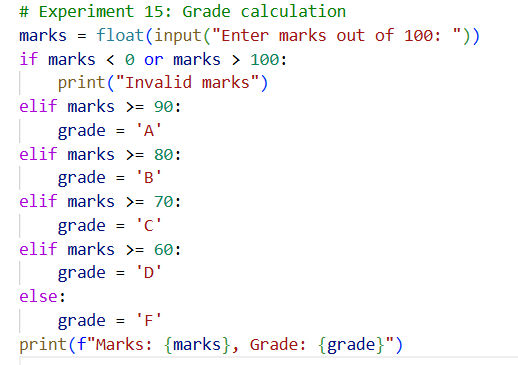 # Experiment 15: Grade calculation
marks = float(input("Enter marks out of 100: "))
if marks < 0 or marks > 100:
    print("Invalid marks")
elif marks >= 90:
    grade = 'A'
elif marks >= 80:
    grade = 'B'
elif marks >= 70:
    grade = 'C'
elif marks >= 60:
    grade = 'D'
else:
    grade = 'F'
print(f"Marks: {marks}, Grade: {grade}")